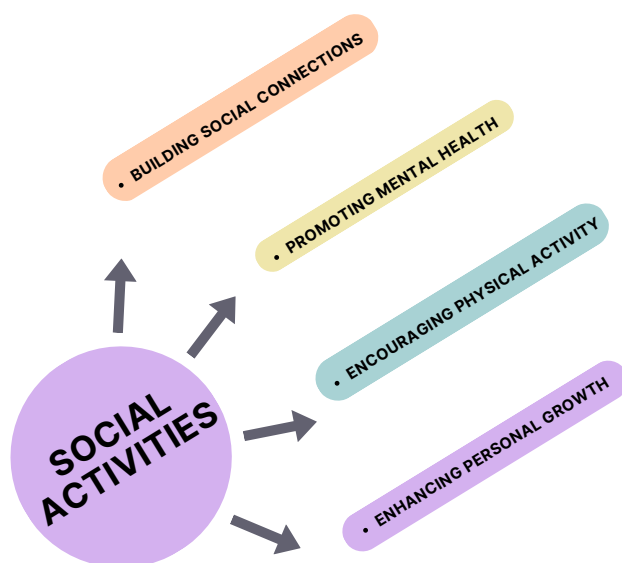 • BUILDING SOCIAL CONNECTIONS
• PROMOTING MENTAL HEALTH
• ENCOURAGING PHYSICAL ACTIVITY
• ENHANCING PERSONAL GROWTH
SOCIAL
ACTIVITIES